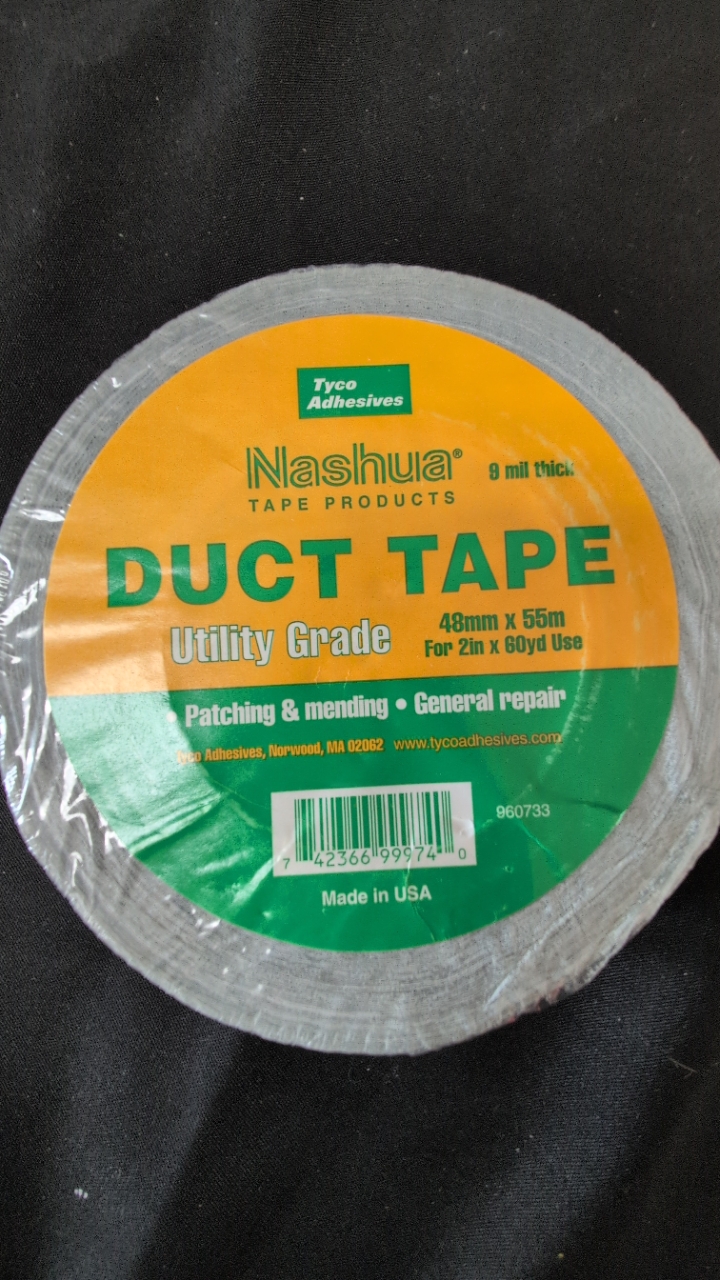 Tyco
Adhesives
Nashua®
9 mil thick
TAPE PRODUCTS
DUCT TAPE
Utility Grade
48mm x 55m
For 2in x 60yd Use
• Patching & mending • General repair
Tyco Adhesives, Norwood, MA 02062 www.tycoadhesives.com
960733
7 42366 99974 0
Made in USA